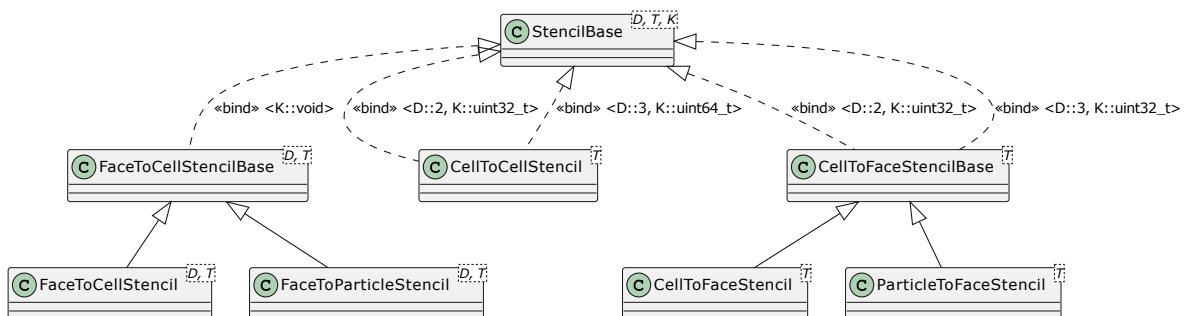 C StencilBase D, T, K
«bind» <K::void> «bind» <D::2, K::uint32_t> «bind» <D::3, K::uint64_t> «bind» <D::2, K::uint32_t> «bind» <D::3, K::uint32_t>
C FaceToCellStencilBase D, T
C CellToCellStencil T
C CellToFaceStencilBase T
C FaceToCellStencil D, T
C FaceToParticleStencil D, T
C CellToFaceStencil T
C ParticleToFaceStencil T